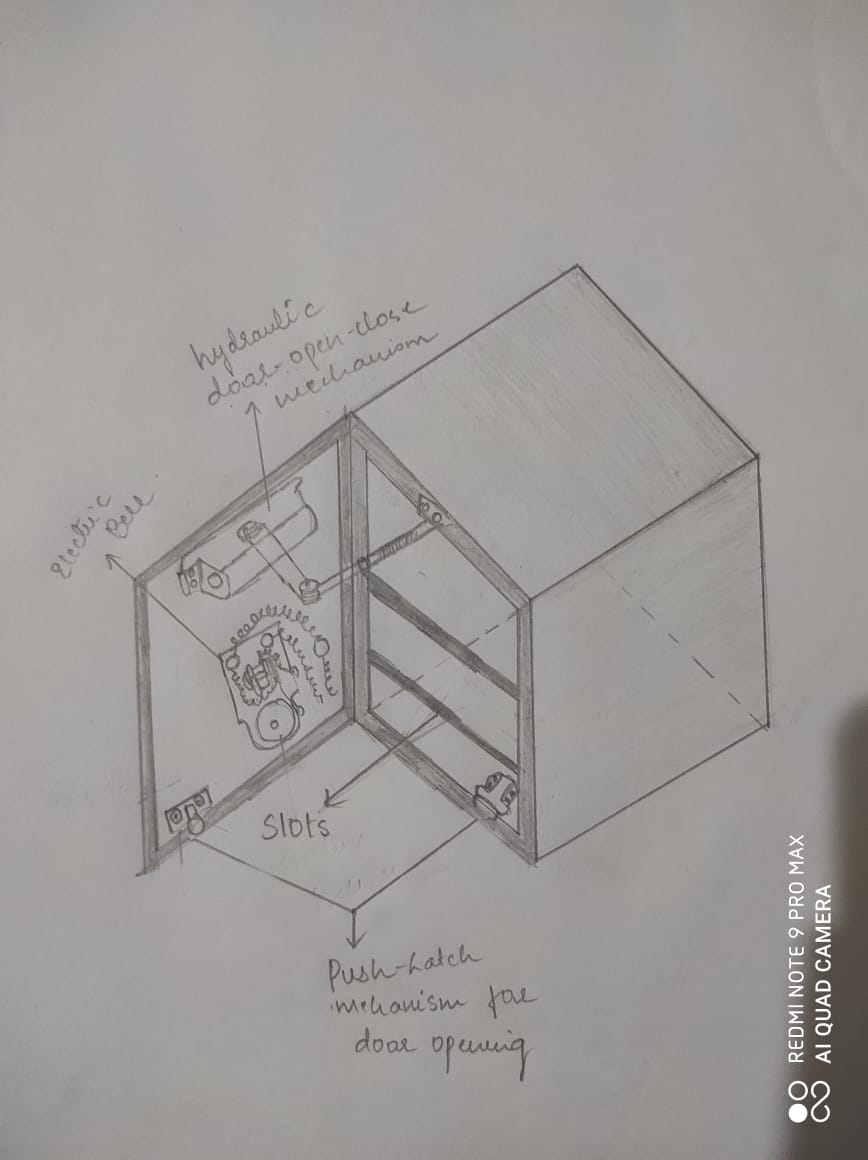 hydraulic
door-open-close
mechanism
Electric
Bell
Slots
Push-Latch
mechanism for
door opening
REDMI NOTE 9 PRO MAX
AI QUAD CAMERA